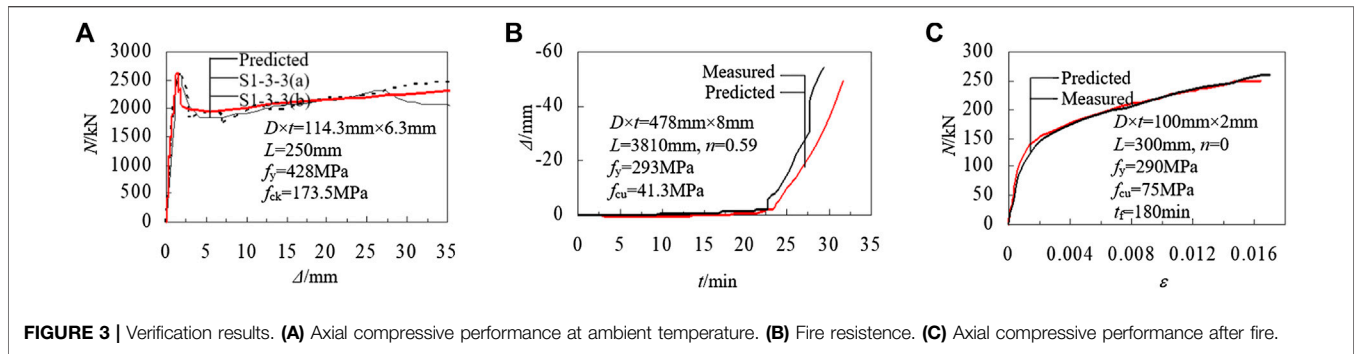 A
3000
2500
2000
1500
1000
500
0
N/kN
Predicted
S1-3-3(a)
S1-3-3(b)
D×t=114.3mm×6.3mm
L=250mm
fy=428MPa
fck=173.5MPa
0 5 10 15 20 25 30 35
Δ/mm
B
-60
-40
-20
0
Δ/mm
Measured
Predicted
D×t=478mm×8mm
L=3810mm, n=0.59
fy=293MPa
fcu=41.3MPa
0 5 10 15 20 25 30 35
t/min
C
300
250
200
150
100
50
0
N/kN
Predicted
Measured
D×t=100mm×2mm
L=300mm, n=0
fy=290MPa
fcu=75MPa
tf=180min
0 0.004 0.008 0.012 0.016
ε
FIGURE 3 | Verification results. (A) Axial compressive performance at ambient temperature. (B) Fire resistence. (C) Axial compressive performance after fire.